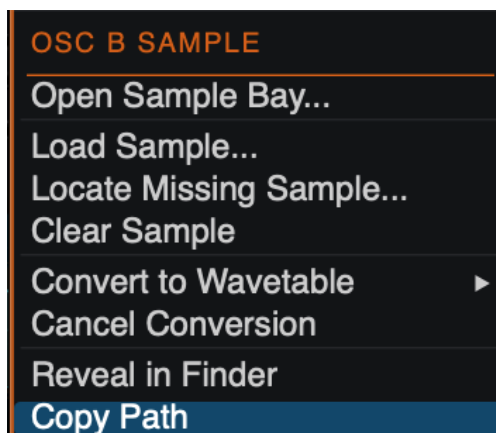 OSC B SAMPLE
Open Sample Bay...
Load Sample...
Locate Missing Sample...
Clear Sample
Convert to Wavetable
Cancel Conversion
Reveal in Finder
Copy Path